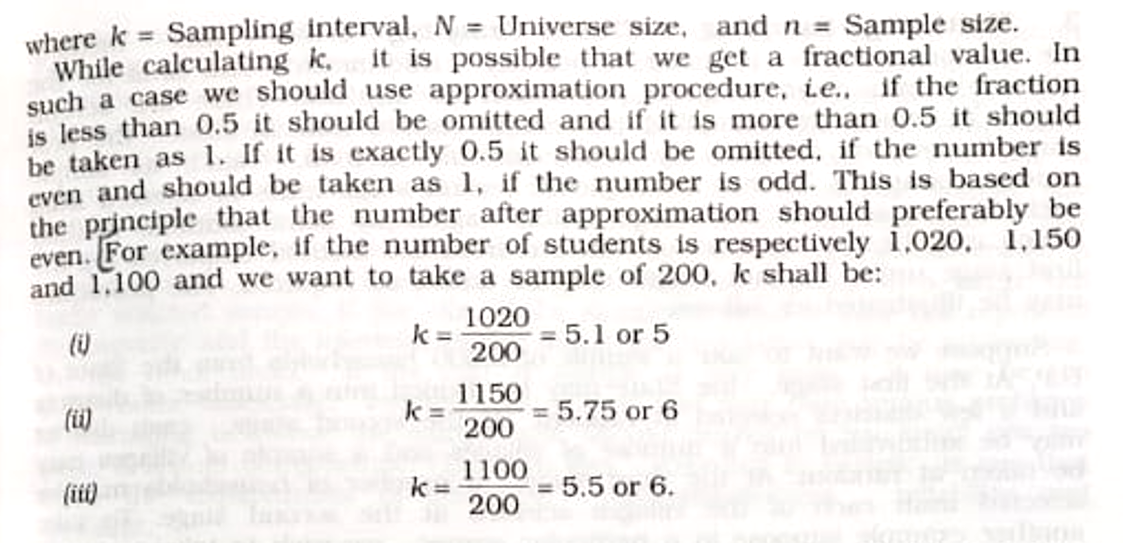 where k = Sampling interval, N = Universe size, and n = Sample size.
While calculating k, it is possible that we get a fractional value. In
such a case we should use approximation procedure, i.e., if the fraction
is less than 0.5 it should be omitted and if it is more than 0.5 it should
be taken as 1. If it is exactly 0.5 it should be omitted, if the number is
even and should be taken as 1, if the number is odd. This is based on
the principle that the number after approximation should preferably be
even. [For example, if the number of students is respectively 1,020, 1,150
and 1,100 and we want to take a sample of 200, k shall be:
(i) k = 1020/200 = 5.1 or 5
(ii) k = 1150/200 = 5.75 or 6
(iii) k = 1100/200 = 5.5 or 6.